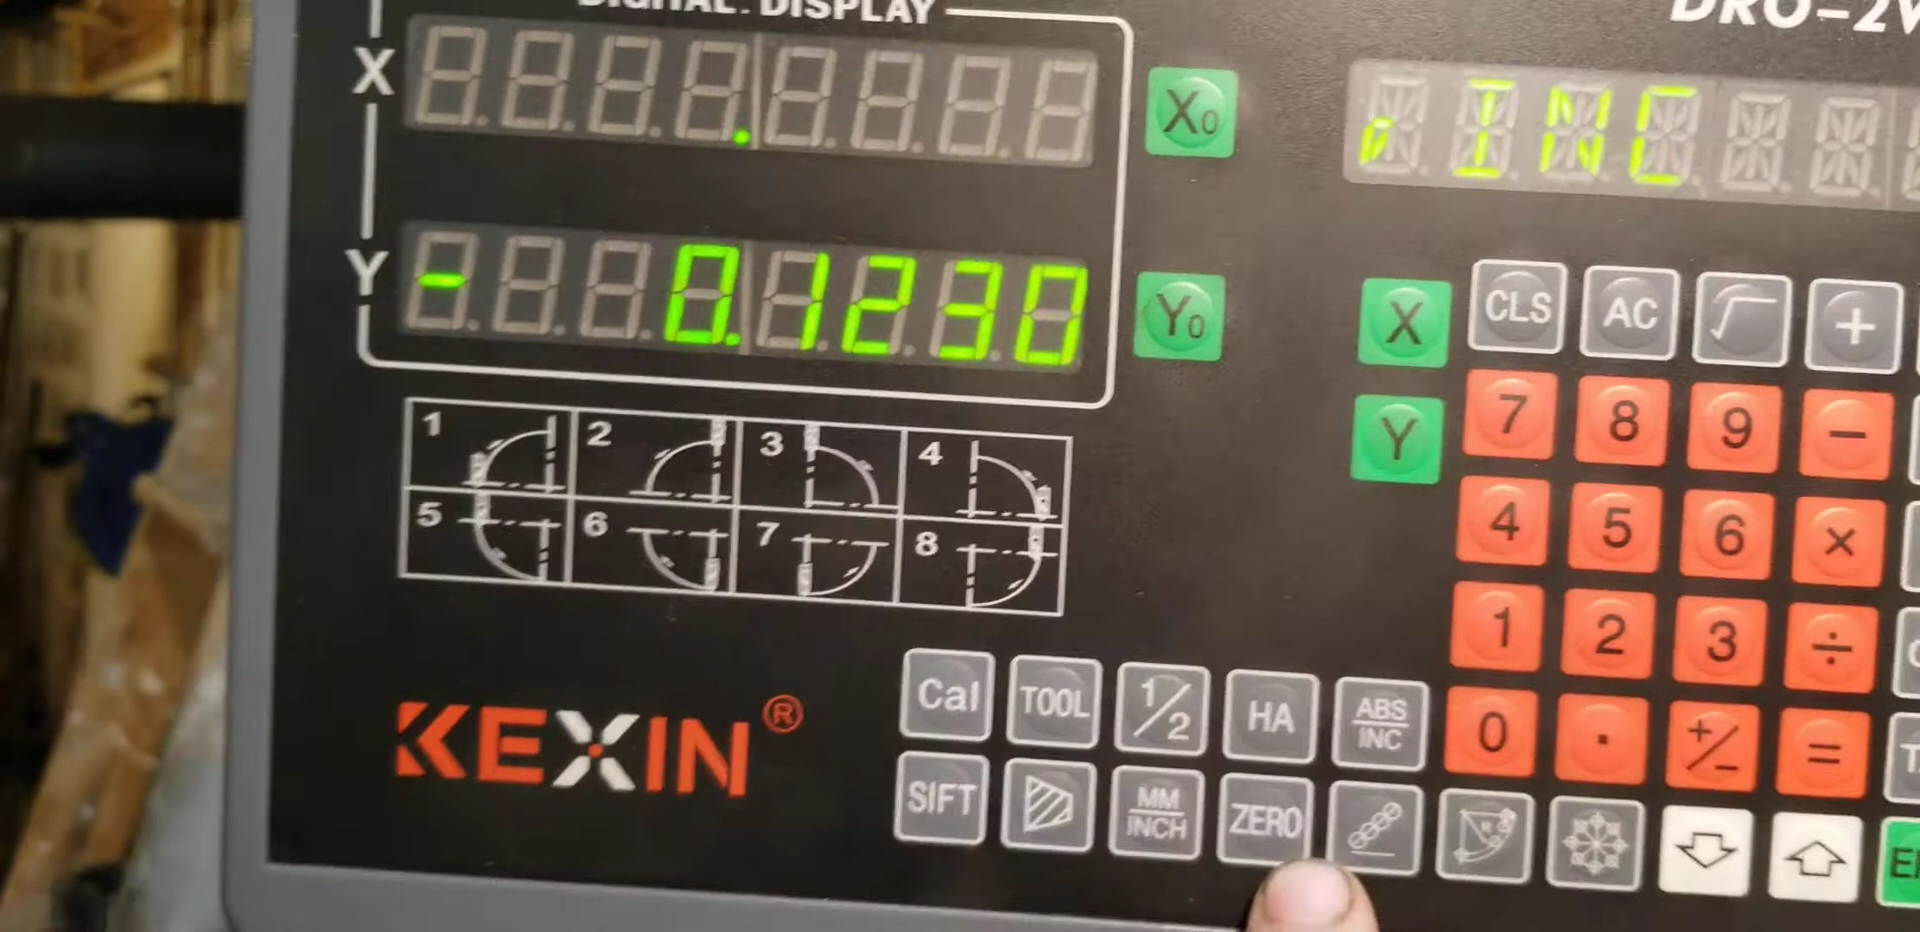 DIGITAL. DISPLAY
DRO-2V
X
.
X0
INC
Y
-0.1230
Y0
X
CLS
AC
√
+
Y
7
8
9
-
1
2
3
4
4
5
6
×
5
6
7
8
1
2
3
÷
KEXIN®
Cal
TOOL
1/2
HA
ABS
INC
0
.
+/-
=
SIFT
MM
INCH
ZERO
R